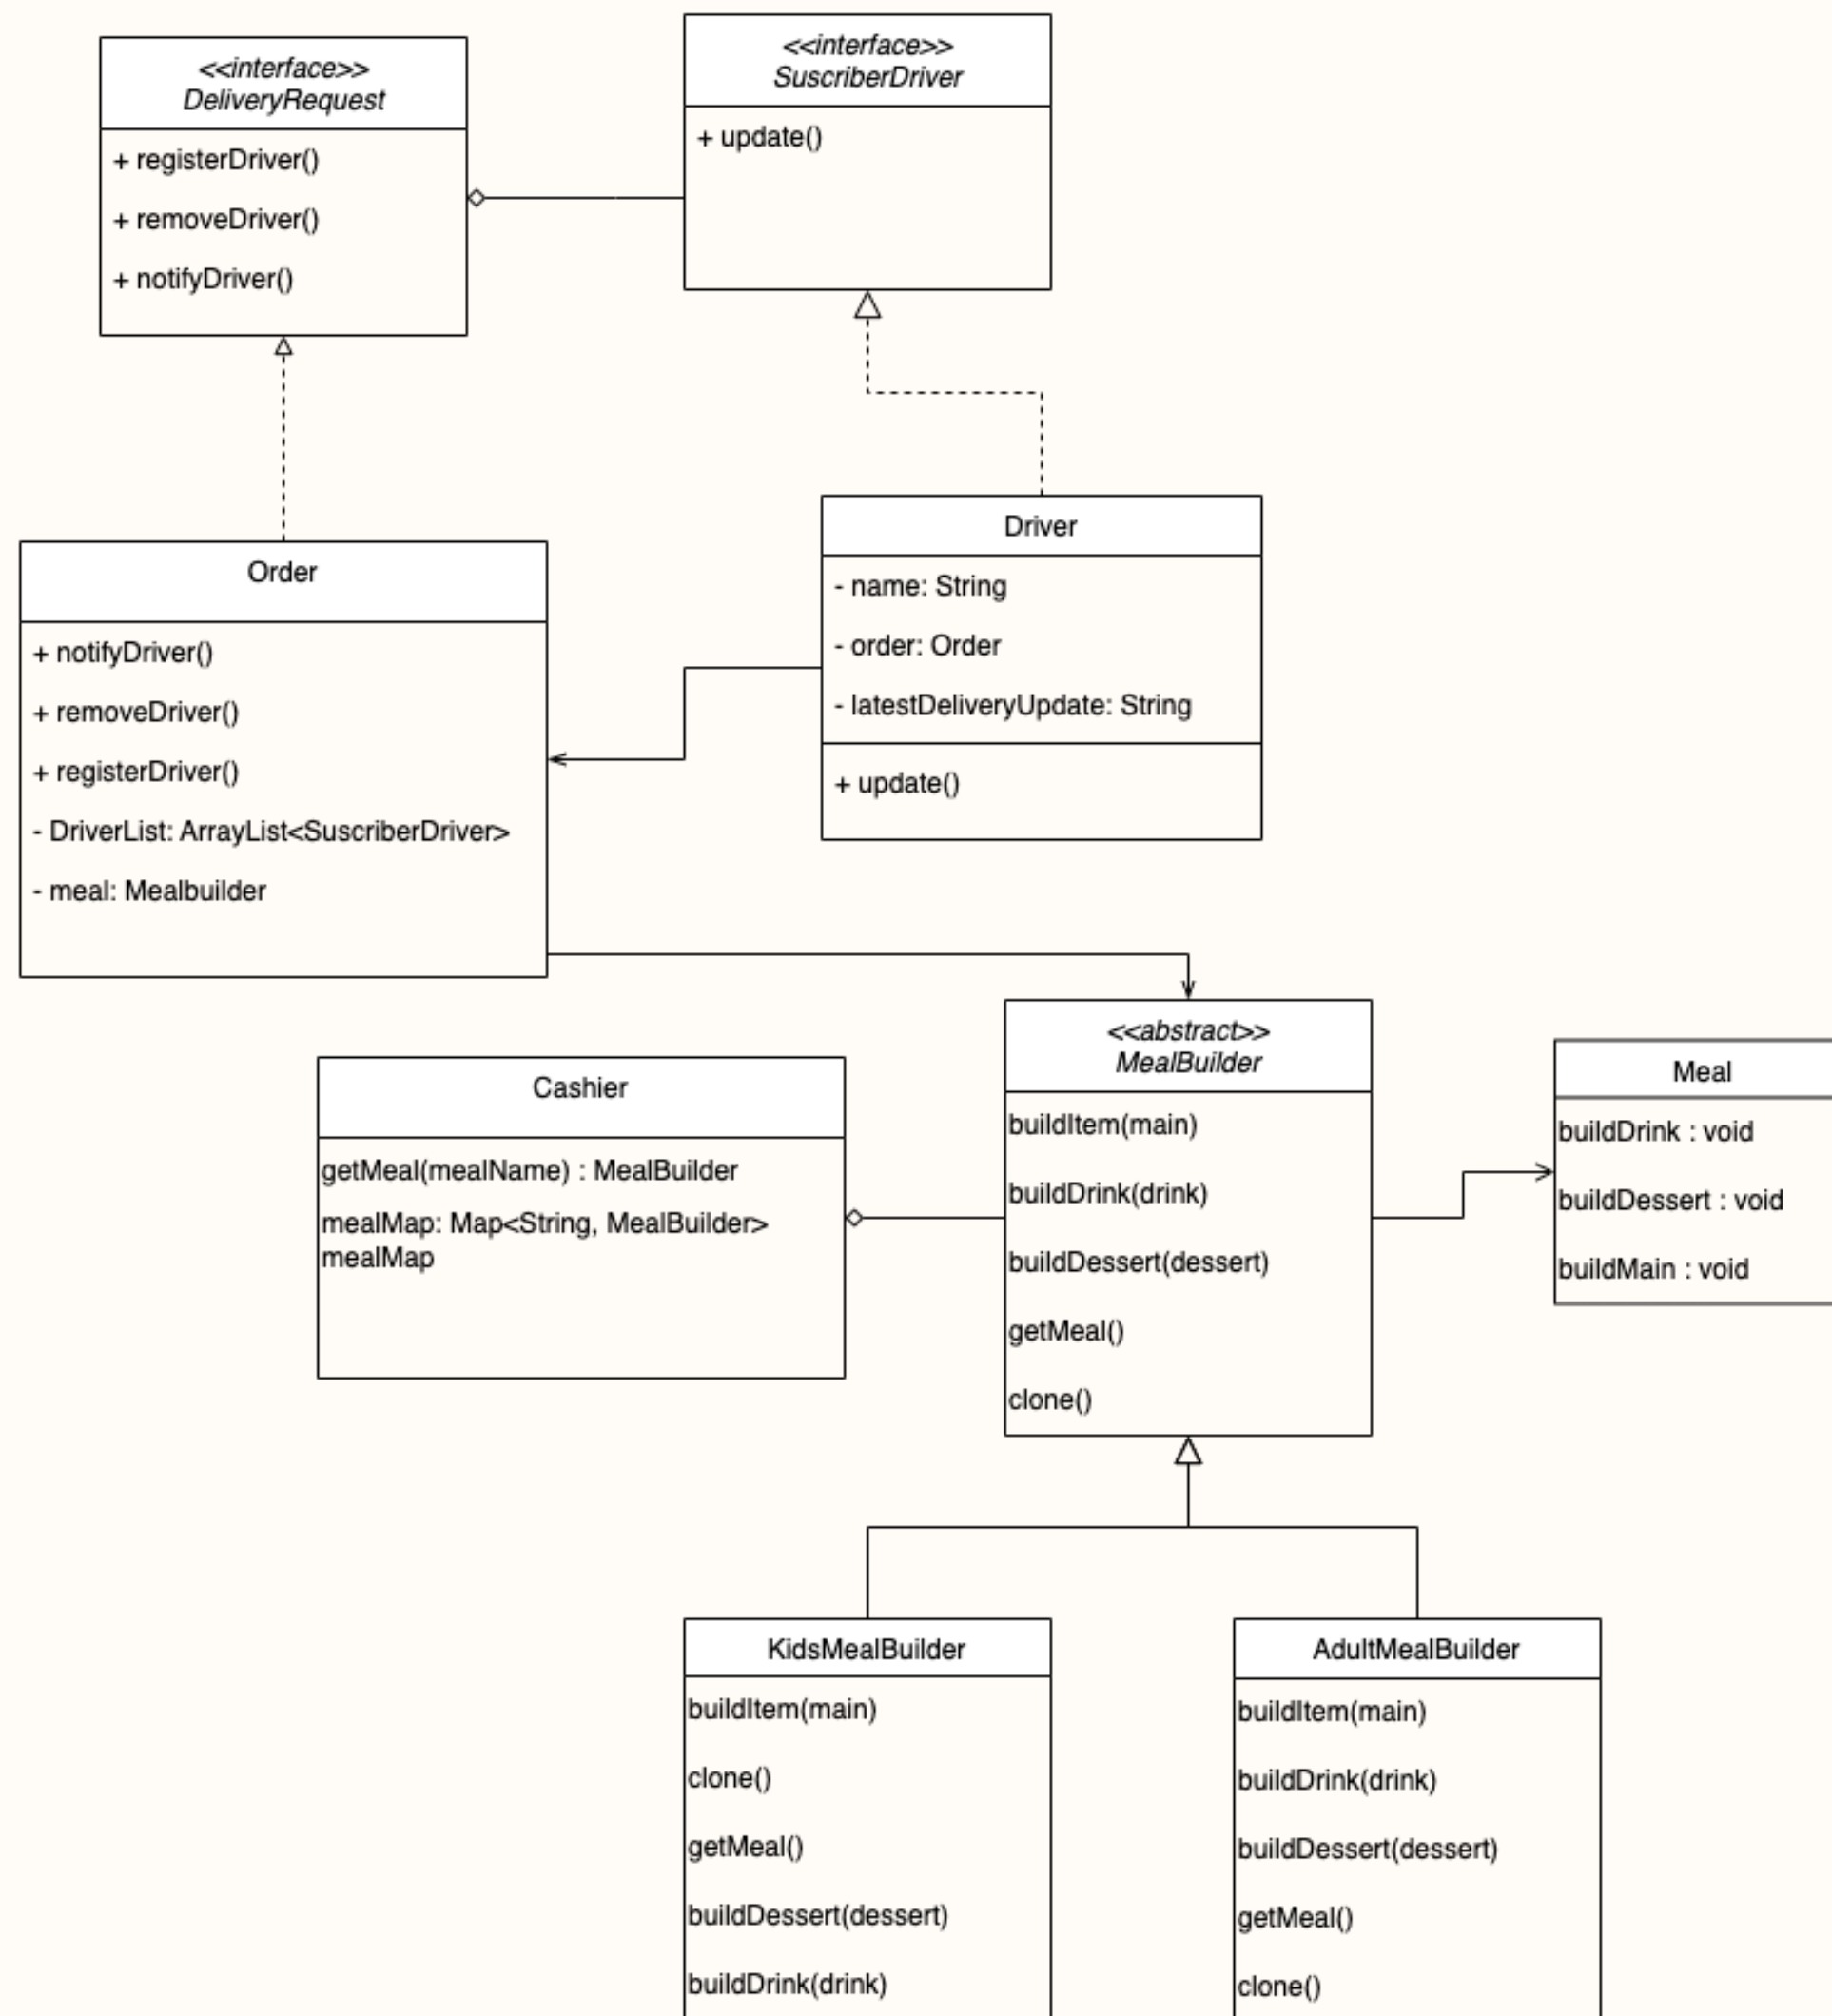 <<interface>>
DeliveryRequest
+ registerDriver()
+ removeDriver()
+ notifyDriver()
<<interface>>
SuscriberDriver
+ update()
Order
+ notifyDriver()
+ removeDriver()
+ registerDriver()
- DriverList: ArrayList<SuscriberDriver>
- meal: Mealbuilder
Driver
- name: String
- order: Order
- latestDeliveryUpdate: String
+ update()
Cashier
getMeal(mealName) : MealBuilder
mealMap: Map<String, MealBuilder>
mealMap
<<abstract>>
MealBuilder
buildItem(main)
buildDrink(drink)
buildDessert(dessert)
getMeal()
clone()
Meal
buildDrink : void
buildDessert : void
buildMain : void
KidsMealBuilder
buildItem(main)
clone()
getMeal()
buildDessert(dessert)
buildDrink(drink)
AdultMealBuilder
buildItem(main)
buildDrink(drink)
buildDessert(dessert)
getMeal()
clone()